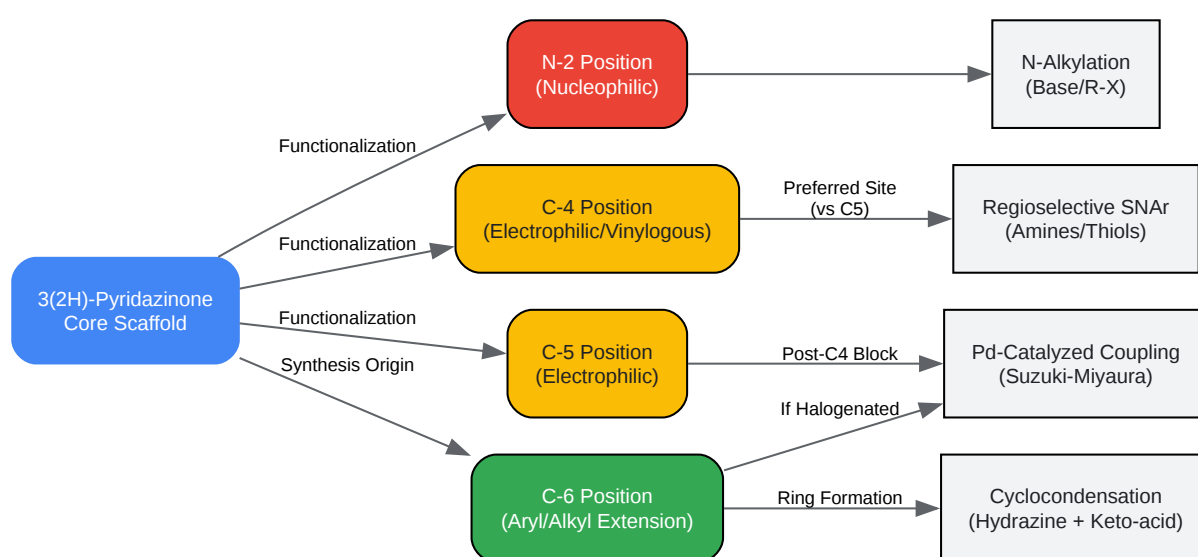 N-2 Position
(Nucleophilic)
N-Alkylation
(Base/R-X)
Functionalization
C-4 Position
(Electrophilic/Vinylogous)
Preferred Site
(vs C5)
Regioselective SNAr
(Amines/Thiols)
Functionalization
3(2H)-Pyridazinone
Core Scaffold
Functionalization
C-5 Position
(Electrophilic)
Post-C4 Block
Pd-Catalyzed Coupling
(Suzuki-Miyaura)
Synthesis Origin
If Halogenated
C-6 Position
(Aryl/Alkyl Extension)
Ring Formation
Cyclocondensation
(Hydrazine + Keto-acid)